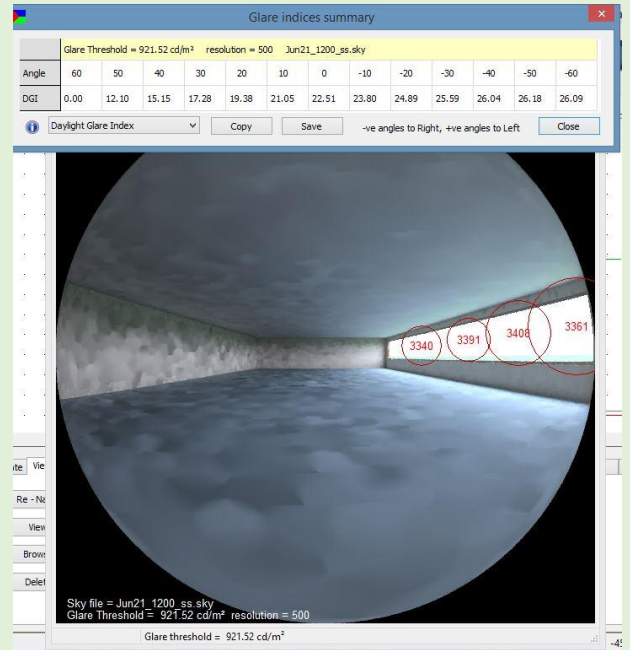 Glare indices summary
Glare Threshold = 921.52 cd/m² resolution = 500 Jun21_1200_ss.sky
Angle 60 50 40 30 20 10 0 -10 -20 -30 -40 -50 -60
DGI 0.00 12.10 15.15 17.28 19.38 21.05 22.51 23.80 24.89 25.59 26.04 26.18 26.09
Daylight Glare Index Copy Save -ve angles to Right, +ve angles to Left Close
3340 3391 3408 3361
Vie
Re - Na
View
Brows
Delet
Sky file = Jun21_1200_ss.sky
Glare Threshold = 921.52 cd/m² resolution = 500
Glare threshold = 921.52 cd/m²